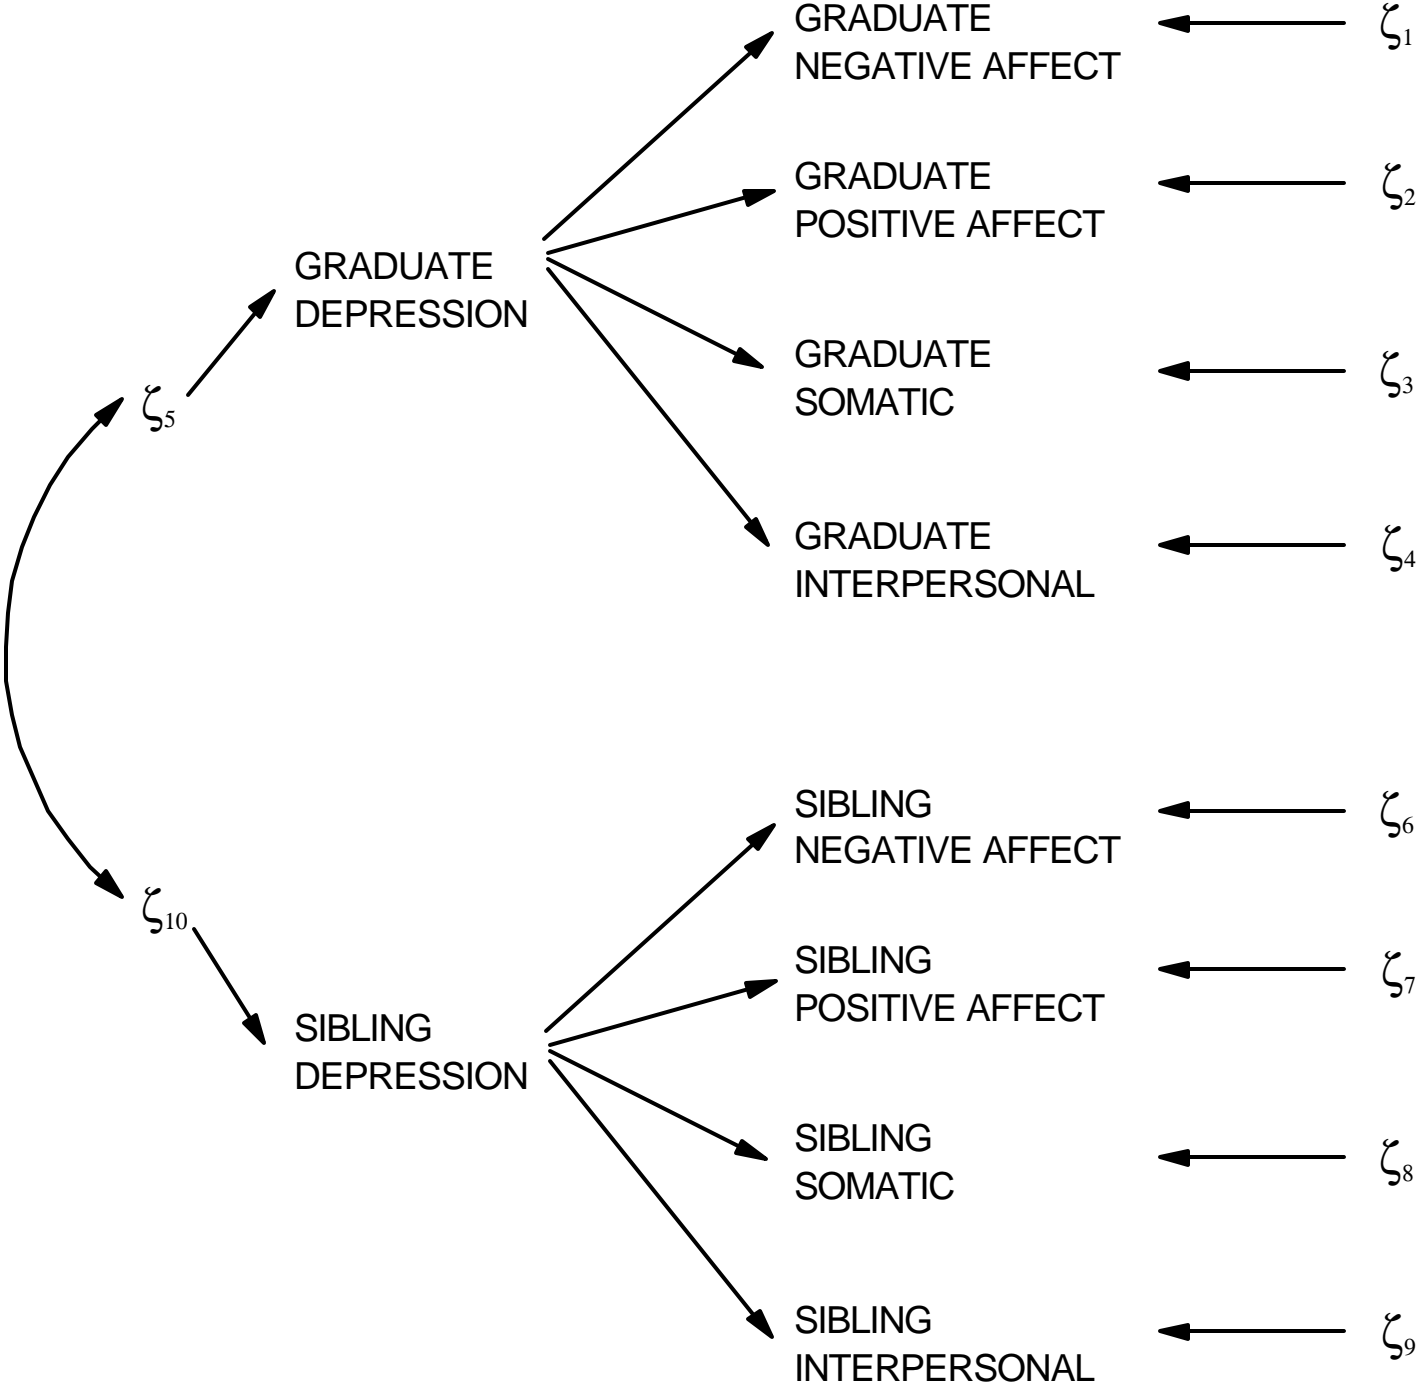 GRADUATE
NEGATIVE AFFECT
ζ1
GRADUATE
POSITIVE AFFECT
ζ2
GRADUATE
DEPRESSION
GRADUATE
SOMATIC
ζ3
ζ5
GRADUATE
INTERPERSONAL
ζ4
SIBLING
NEGATIVE AFFECT
ζ6
ζ10
SIBLING
POSITIVE AFFECT
ζ7
SIBLING
DEPRESSION
SIBLING
SOMATIC
ζ8
SIBLING
INTERPERSONAL
ζ9